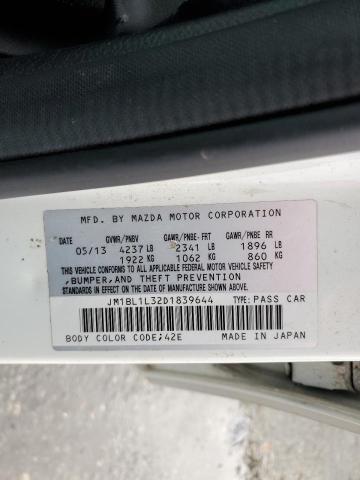 MFD. BY MAZDA MOTOR CORPORATION
DATE GVWR/PNBV GAWR/PNBE-FRT GAWR/PNBE RR
05/13 4237 LB 2341 LB 1896 LB
1922 KG 1062 KG 860 KG
THIS VEHICLE CONFORMS TO ALL APPLICABLE FEDERAL MOTOR VEHICLE SAFETY
,BUMPER,AND THEFT PREVENTION
STANDARDS IN EFFECT ON THE DATE OF MANUFACTURE SHOWN ABOVE.
JM1BL1L32D1839644 TYPE:PASS CAR
BODY COLOR CODE:42E MADE IN JAPAN